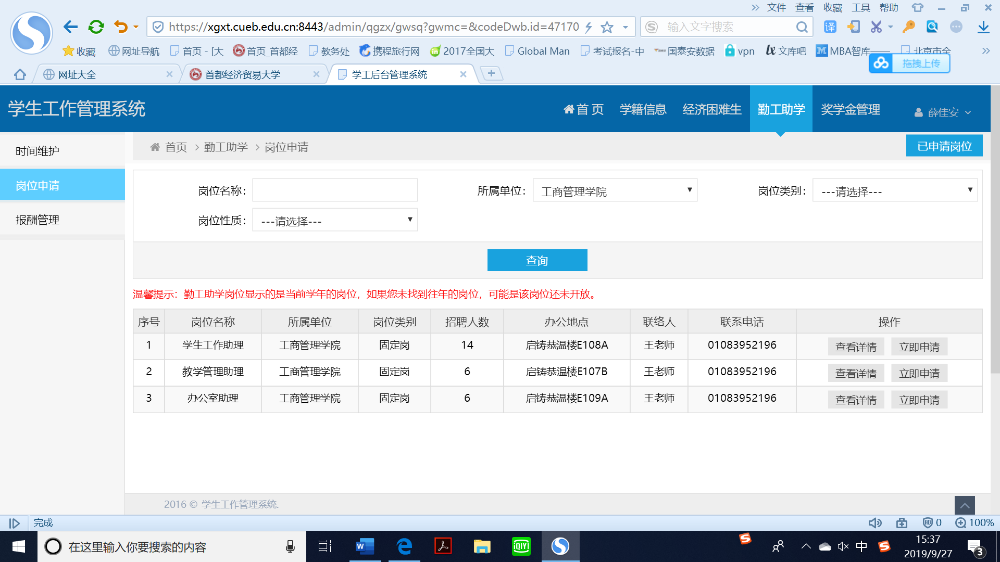 文件 查看 收藏 工具 帮助
https://xgxt.cueb.edu.cn:8443/admin/qgzx/gwsq?gwmc=&codeDwb.id=47170
输入文字搜索
译
收藏 网址导航 首页 - [大 首页_首都经 教务处 携程旅行网 2017全国大 Global Man 考试报名-中 国泰安数据 vpn 文库吧 MBA智库—— 北京市全
拖拽上传
网址大全 首都经济贸易大学 学工后台管理系统
学生工作管理系统
首 页 学籍信息 经济困难生 勤工助学 奖学金管理 薛佳安
时间维护
岗位申请
报酬管理
首页 > 勤工助学 > 岗位申请
已申请岗位
岗位名称: 所属单位: 工商管理学院 岗位类别: ---请选择---
岗位性质: ---请选择---
查询
温馨提示：勤工助学岗位显示的是当前学年的岗位，如果您未找到往年的岗位，可能是该岗位还未开放。
序号 岗位名称 所属单位 岗位类别 招聘人数 办公地点 联络人 联系电话 操作
1 学生工作助理 工商管理学院 固定岗 14 启铸恭温楼E108A 王老师 01083952196 查看详情 立即申请
2 教学管理助理 工商管理学院 固定岗 6 启铸恭温楼E107B 王老师 01083952196 查看详情 立即申请
3 办公室助理 工商管理学院 固定岗 6 启铸恭温楼E109A 王老师 01083952196 查看详情 立即申请
2016 © 学生工作管理系统.
完成
0 100%
在这里输入你要搜索的内容
iQIYI
中
15:37
2019/9/27
3